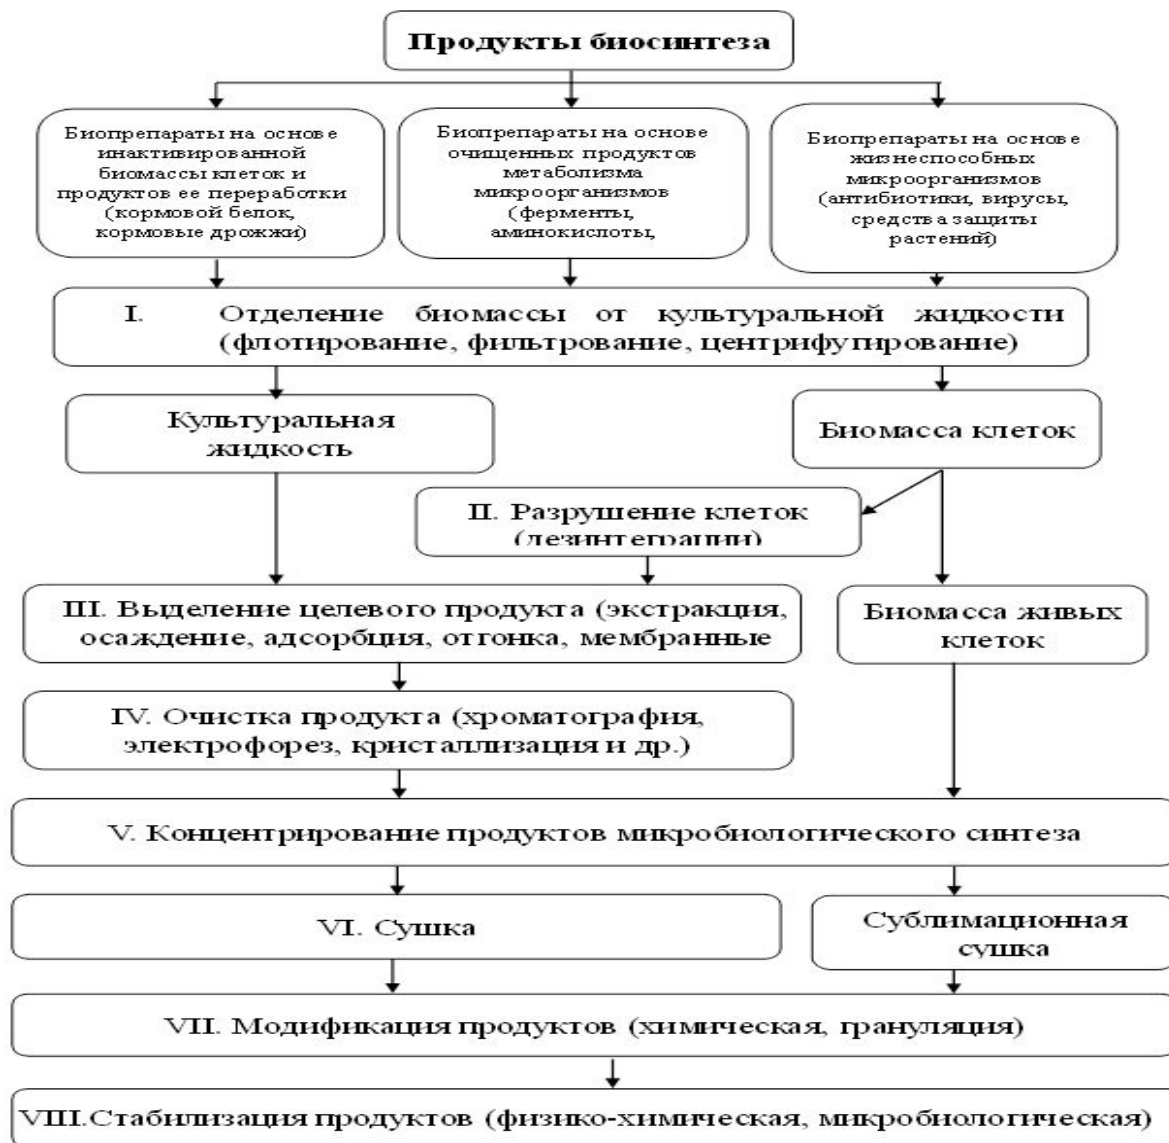 Продукты биосинтеза
Биопрепараты на основе
инактивированной
биомассы клеток и
продуктов ее переработки
(кормовой белок,
кормовые дрожжи)
Биопрепараты на основе
очищенных продуктов
метаболизма
микроорганизмов
(ферменты,
аминокислоты,
Биопрепараты на основе
жизнеспособных
микроорганизмов
(антибиотики, вирусы,
средства защиты
растений)
I. Отделение биомассы от культуральной жидкости
(флотирование, фильтрование, центрифугирование)
Культуральная
жидкость
Биомасса клеток
II. Разрушение клеток
(дезинтеграции)
III. Выделение целевого продукта (экстракция,
осаждение, адсорбция, отгонка, мембранные
Биомасса живых
клеток
IV. Очистка продукта (хроматография,
электрофорез, кристаллизация и др.)
V. Концентрирование продуктов микробиологического синтеза
VI. Сушка
Сублимационная
сушка
VII. Модификация продуктов (химическая, грануляция)
VIII.Стабилизация продуктов (физико-химическая, микробиологическая)